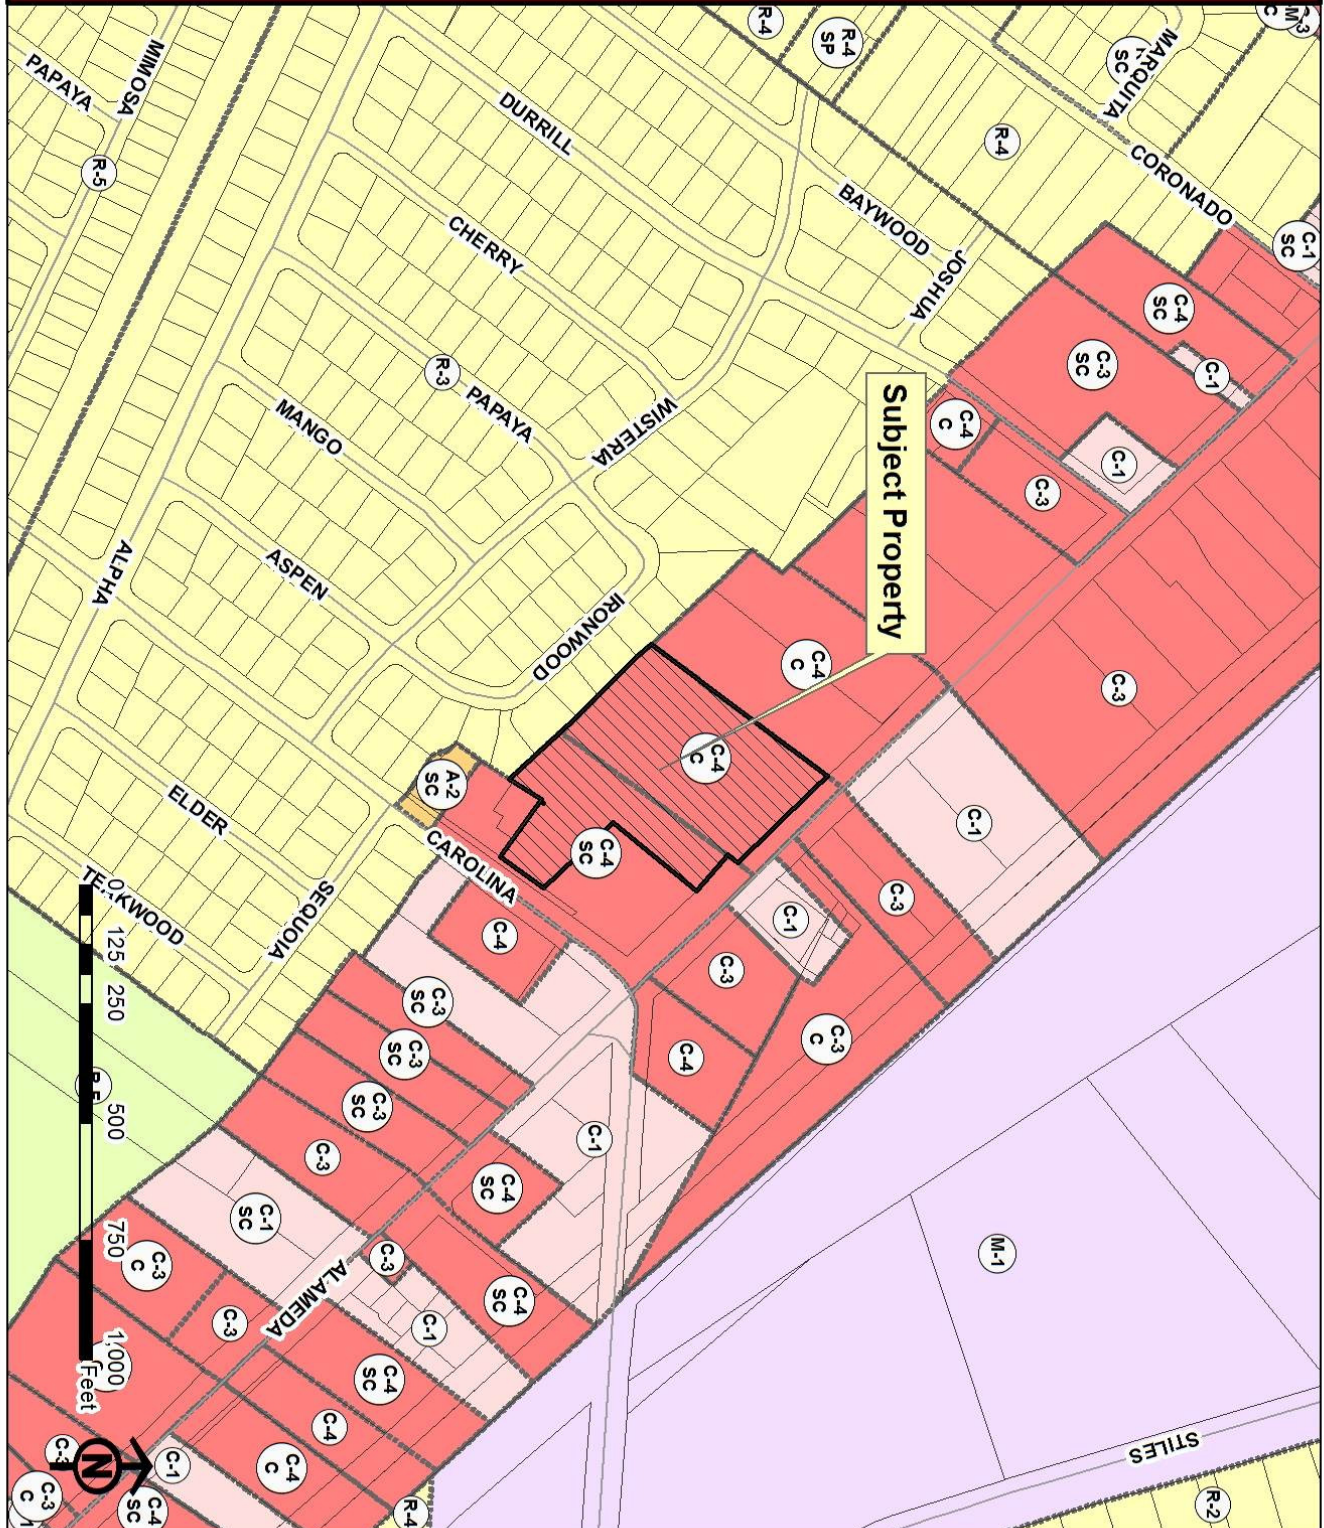 C-1
SC
R-2
C-1
CORONADO
C-4
SC
STILES
MARQUITA
SC
C-1
C-3
C-3
SC
C-3
R-4
M-1
C-1
C-4
C
JOSHUA
Subject Property
C-3
BAYWOOD
R-4
SP
C-3
C
C-4
C
C-1
R-4
C-3
C-4
C
C-4
WISTERIA
C-4
SC
C-1
IRONWOOD
DURRILL
C-4
SC
C-4
PAPAYA
C-4
SC
CHERRY
CAROLINA
R-3
A-2
SC
C-1
C-3
SC
R-4
C-3
SC
C-3
C-4
SC
C-3
SC
C-4
C-3
MANGO
ALAMEDA
SEQUOIA
ASPEN
C-4
C
C-1
SC
C-3
ELDER
C-1
C-3
C
MIMOSA
C-4
SC
TEAKWOOD
ALPHA
0 125 250 500 750 1,000
Feet
R-5
N
PAPAYA
C-3
C